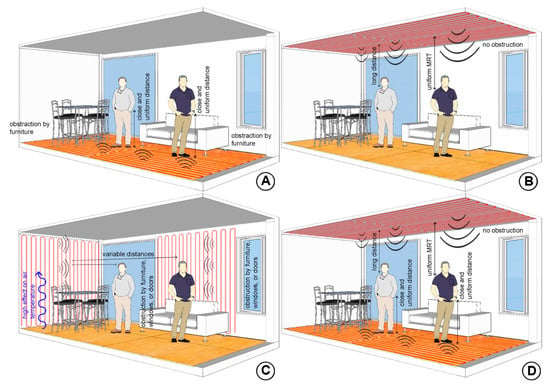 close and
uniform distance
close and
uniform distance
obstruction by
furniture
obstruction by
furniture
A
long distance
uniform MRT
no obstruction
B
variable distances
high effect on air
temperature
obstruction by furniture,
windows, or doors
obstruction by furniture,
windows, or doors
C
long distance
uniform MRT
no obstruction
close and
uniform distance
close and
uniform distance
D